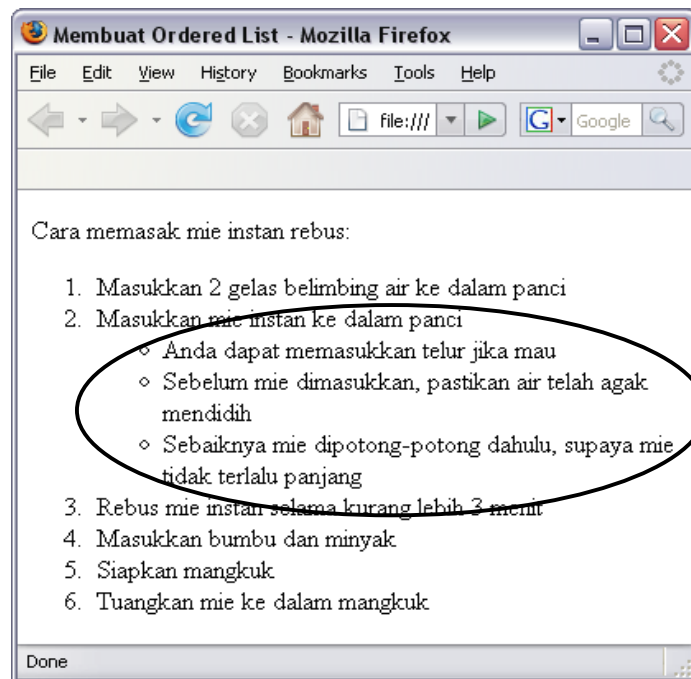 Membuat Ordered List - Mozilla Firefox
File Edit View History Bookmarks Tools Help
file:/// G Google
Cara memasak mie instan rebus:
1. Masukkan 2 gelas belimbing air ke dalam panci
2. Masukkan mie instan ke dalam panci
Anda dapat memasukkan telur jika mau
Sebelum mie dimasukkan, pastikan air telah agak
mendidih
Sebaiknya mie dipotong-potong dahulu, supaya mie
tidak terlalu panjang
3. Rebus mie instan selama kurang lebih 3 menit
4. Masukkan bumbu dan minyak
5. Siapkan mangkuk
6. Tuangkan mie ke dalam mangkuk
Done